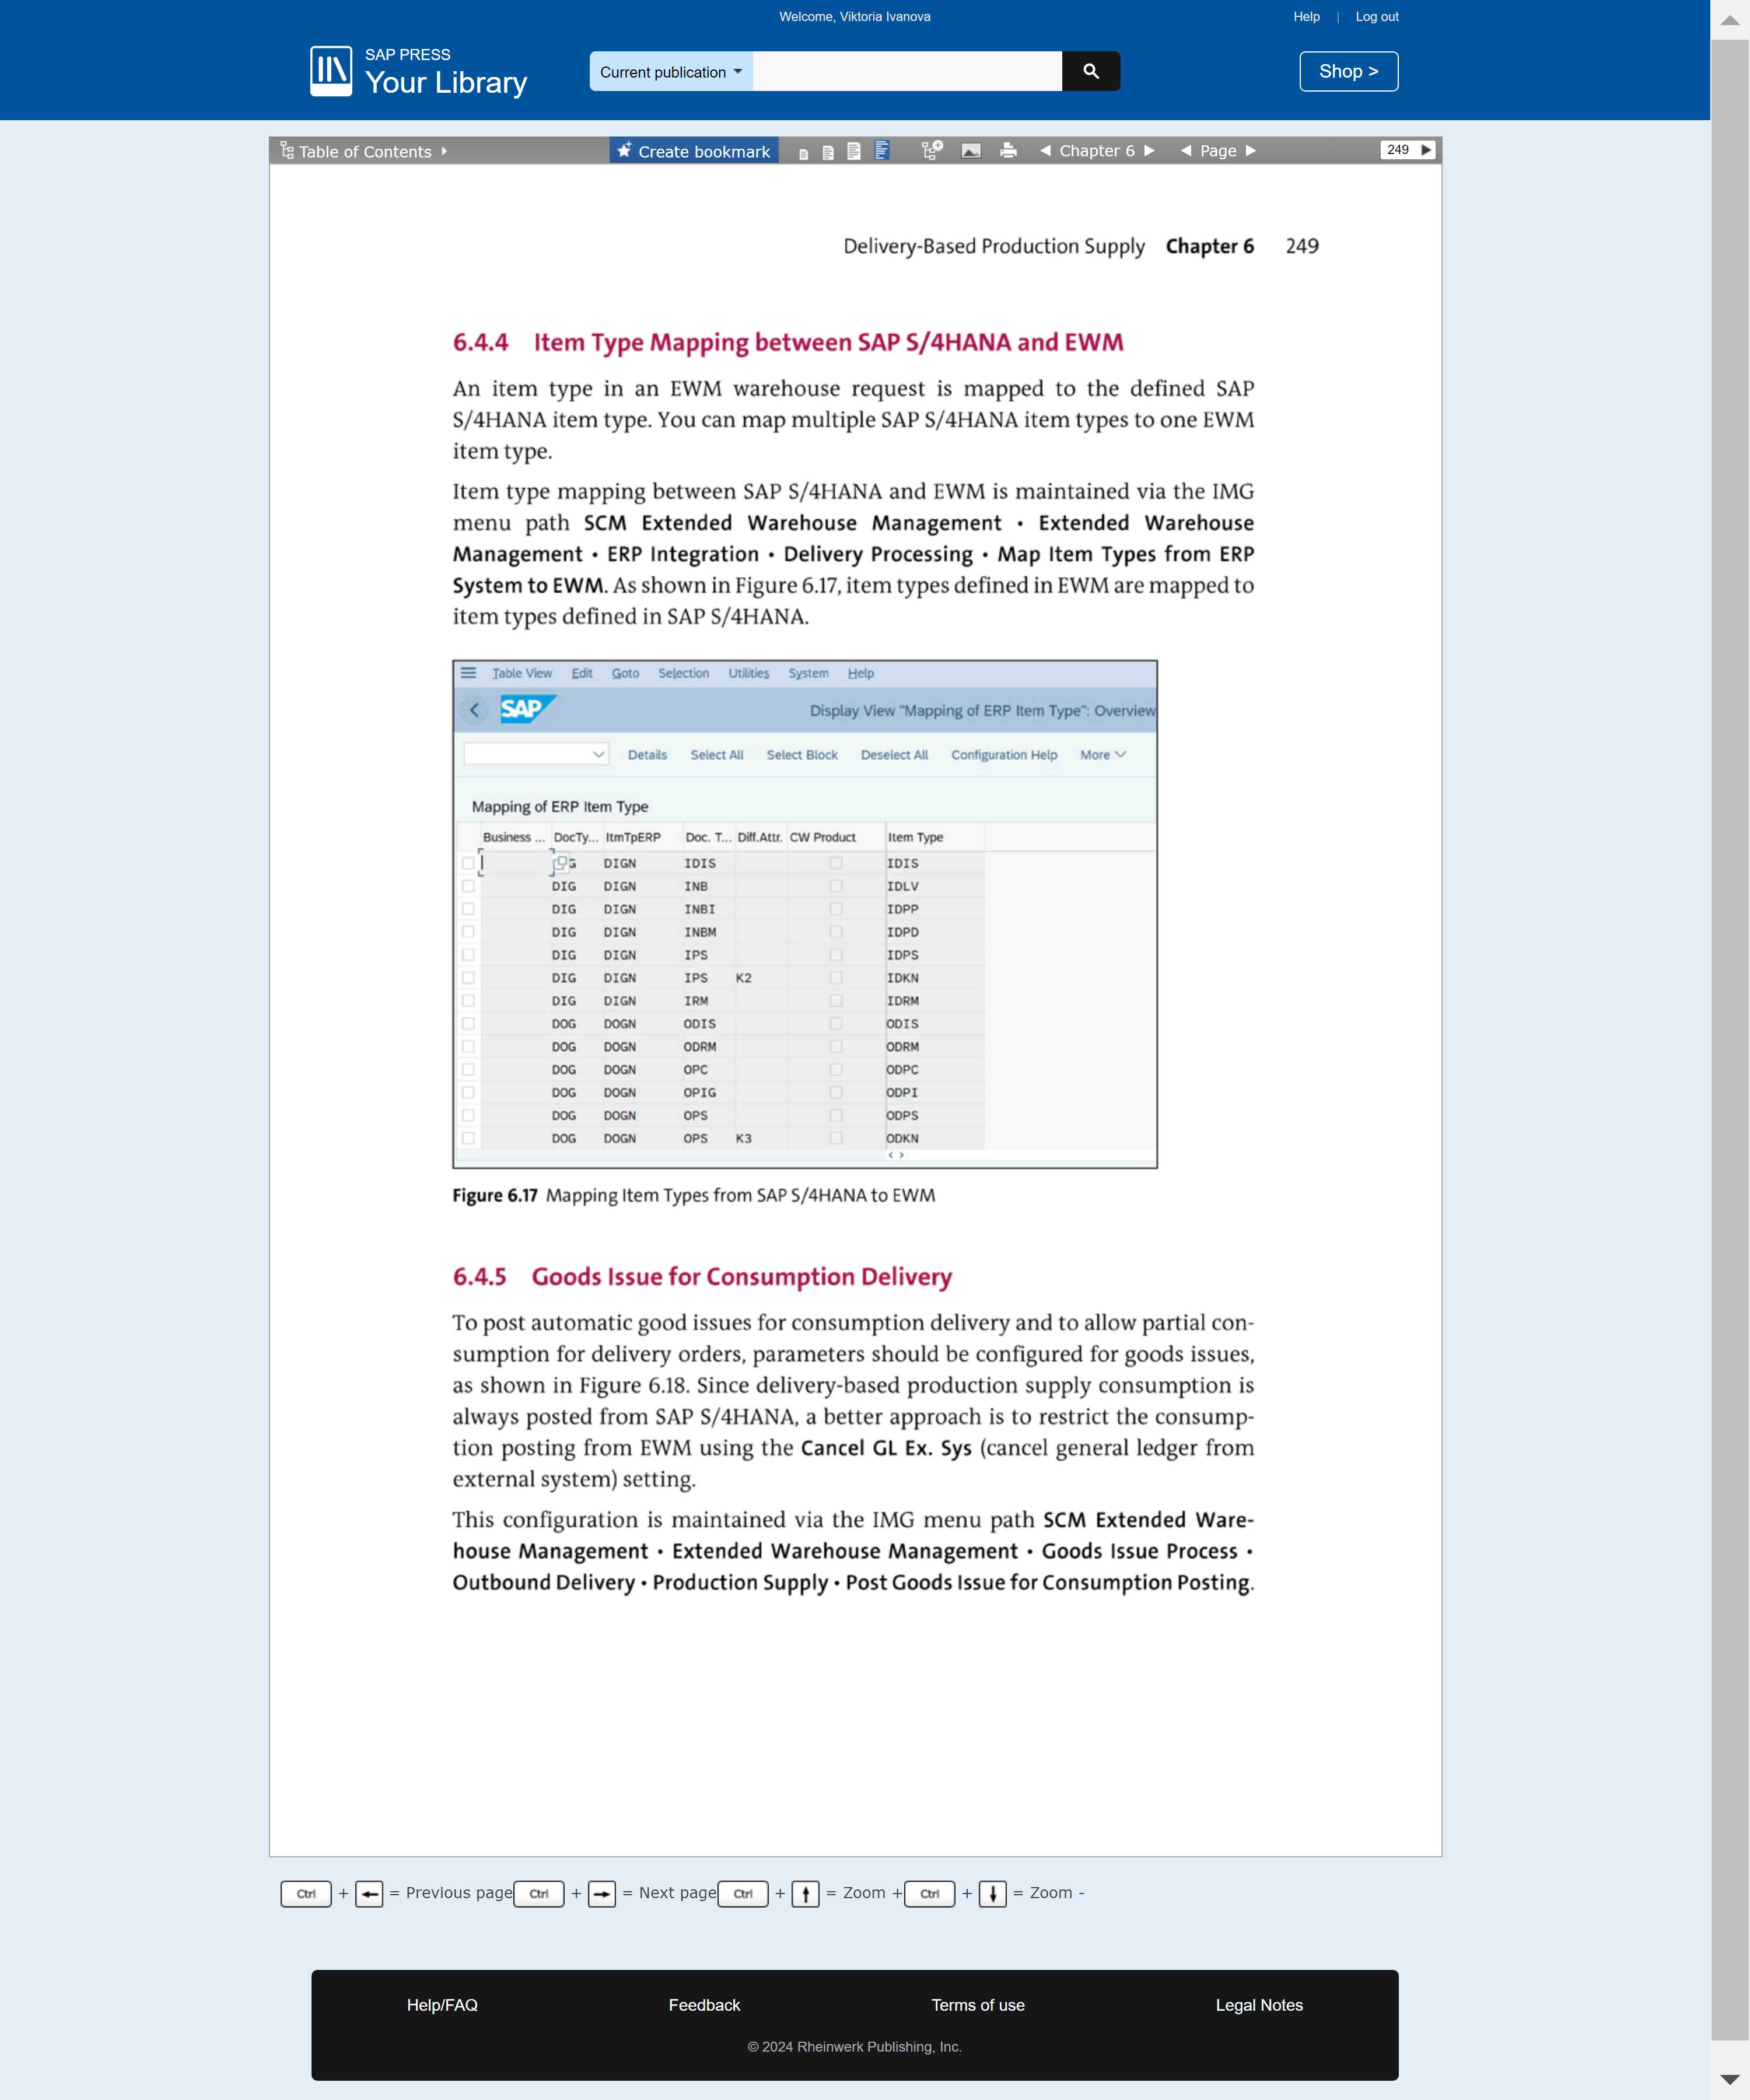 Welcome, Viktoria Ivanova
Help | Log out
SAP PRESS
Your Library
Current publication
Shop >
Table of Contents
Create bookmark
Chapter 6
Page
249
Delivery-Based Production Supply Chapter 6 249
6.4.4 Item Type Mapping between SAP S/4HANA and EWM
An item type in an EWM warehouse request is mapped to the defined SAP
S/4HANA item type. You can map multiple SAP S/4HANA item types to one EWM
item type.
Item type mapping between SAP S/4HANA and EWM is maintained via the IMG
menu path SCM Extended Warehouse Management • Extended Warehouse
Management • ERP Integration • Delivery Processing • Map Item Types from ERP
System to EWM. As shown in Figure 6.17, item types defined in EWM are mapped to
item types defined in SAP S/4HANA.
Table View Edit Goto Selection Utilities System Help
SAP
Display View "Mapping of ERP Item Type": Overview
Details Select All Select Block Deselect All Configuration Help More
Mapping of ERP Item Type
Business ... DocTy... ItmTpERP Doc. T... Diff.Attr. CW Product Item Type
G DIGN IDIS IDIS
DIG DIGN INB IDLV
DIG DIGN INBI IDPP
DIG DIGN INBM IDPD
DIG DIGN IPS IDPS
DIG DIGN IPS K2 IDKN
DIG DIGN IRM IDRM
DOG DOGN ODIS ODIS
DOG DOGN ODRM ODRM
DOG DOGN OPC ODPC
DOG DOGN OPIG ODPI
DOG DOGN OPS ODPS
DOG DOGN OPS K3 ODKN
Figure 6.17 Mapping Item Types from SAP S/4HANA to EWM
6.4.5 Goods Issue for Consumption Delivery
To post automatic good issues for consumption delivery and to allow partial con-
sumption for delivery orders, parameters should be configured for goods issues,
as shown in Figure 6.18. Since delivery-based production supply consumption is
always posted from SAP S/4HANA, a better approach is to restrict the consump-
tion posting from EWM using the Cancel GL Ex. Sys (cancel general ledger from
external system) setting.
This configuration is maintained via the IMG menu path SCM Extended Ware-
house Management • Extended Warehouse Management • Goods Issue Process •
Outbound Delivery • Production Supply • Post Goods Issue for Consumption Posting.
Ctrl + ← = Previous page Ctrl + → = Next page Ctrl + ↑ = Zoom + Ctrl + ↓ = Zoom -
Help/FAQ Feedback Terms of use Legal Notes
© 2024 Rheinwerk Publishing, Inc.